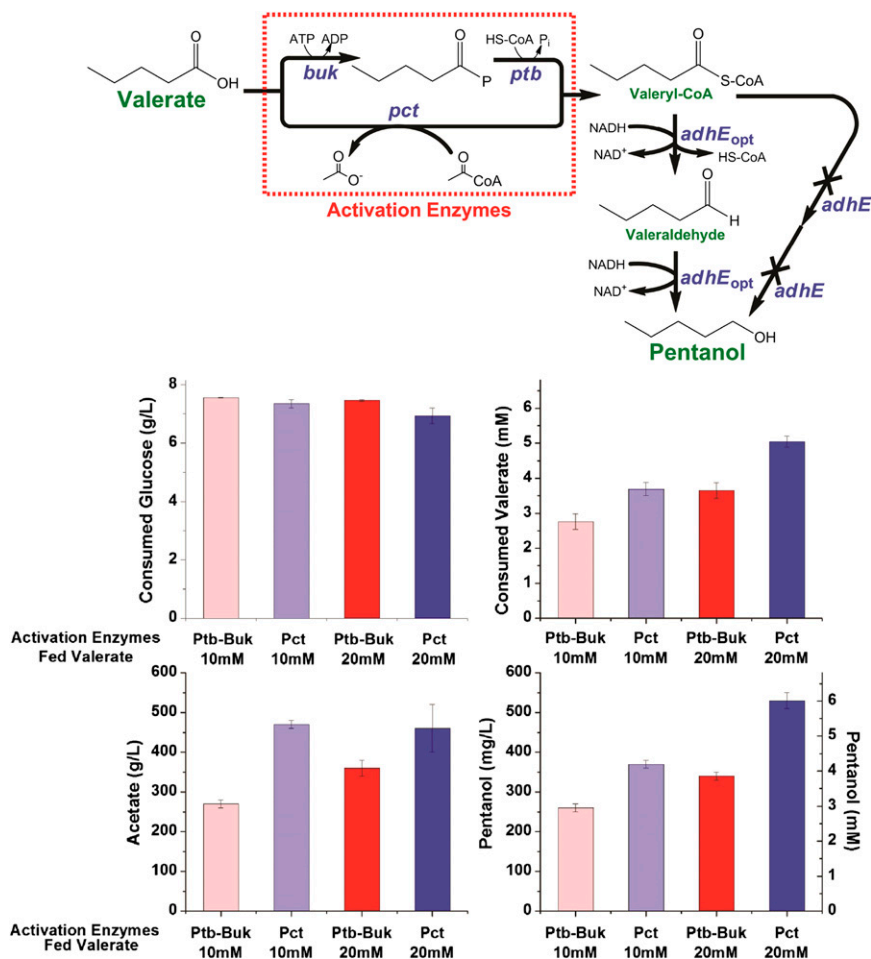 O
OH
Valerate
ATP ADP
buk
O
P
HS-CoA Pi
ptb
pct
O
O-
O
CoA
Activation Enzymes
O
S-CoA
Valeryl-CoA
NADH
NAD+
adhEopt
HS-CoA
O
H
Valeraldehyde
adhE
NADH
NAD+
adhEopt
adhE
OH
Pentanol
Consumed Glucose (g/L)
8
6
4
2
0
Activation Enzymes
Fed Valerate
Ptb-Buk Pct Ptb-Buk Pct
10mM 10mM 20mM 20mM
Consumed Valerate (mM)
6
5
4
3
2
1
0
Ptb-Buk Pct Ptb-Buk Pct
10mM 10mM 20mM 20mM
Acetate (g/L)
600
500
400
300
200
100
0
Activation Enzymes
Fed Valerate
Ptb-Buk Pct Ptb-Buk Pct
10mM 10mM 20mM 20mM
Pentanol (mg/L)
600
500
400
300
200
100
0
Pentanol (mM)
6
5
4
3
2
1
0
Ptb-Buk Pct Ptb-Buk Pct
10mM 10mM 20mM 20mM